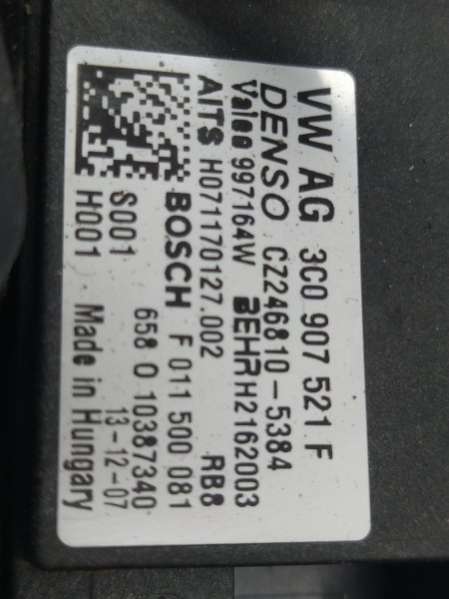 VW AG 3C0 907 521 F
DENSO CZ246810-5384
Valeo 997164W BEHR H2162003
AITS H071170127.002 RB8
BOSCH F 011 500 081
658 0 10387340
S001 13-12-07
H001 Made in Hungary